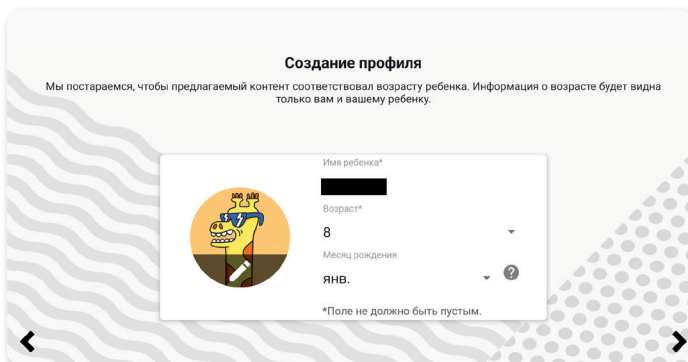 Создание профиля
Мы постараемся, чтобы предлагаемый контент соответствовал возрасту ребенка. Информация о возрасте будет видна
только вам и вашему ребенку.
Имя ребенка*
Возраст*
8
Месяц рождения
янв.
?
*Поле не должно быть пустым.